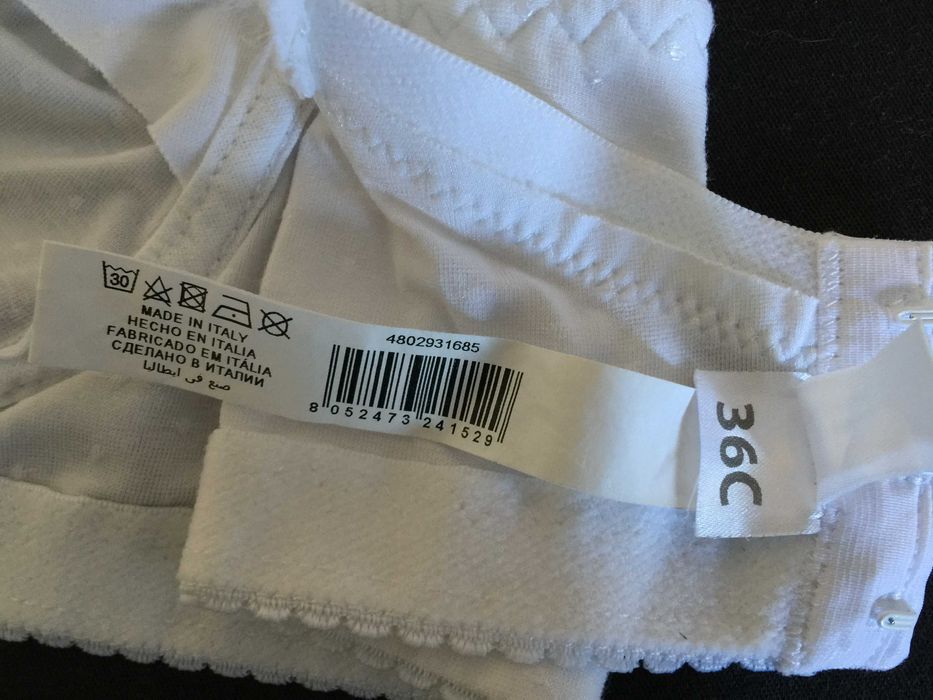 30
MADE IN ITALY
HECHO EN ITALIA
FABRICADO EM ITÁLIA
СДЕЛАНО В ИТАЛИИ
صنع في ايطاليا
4802931685
8 052473 241529
36C